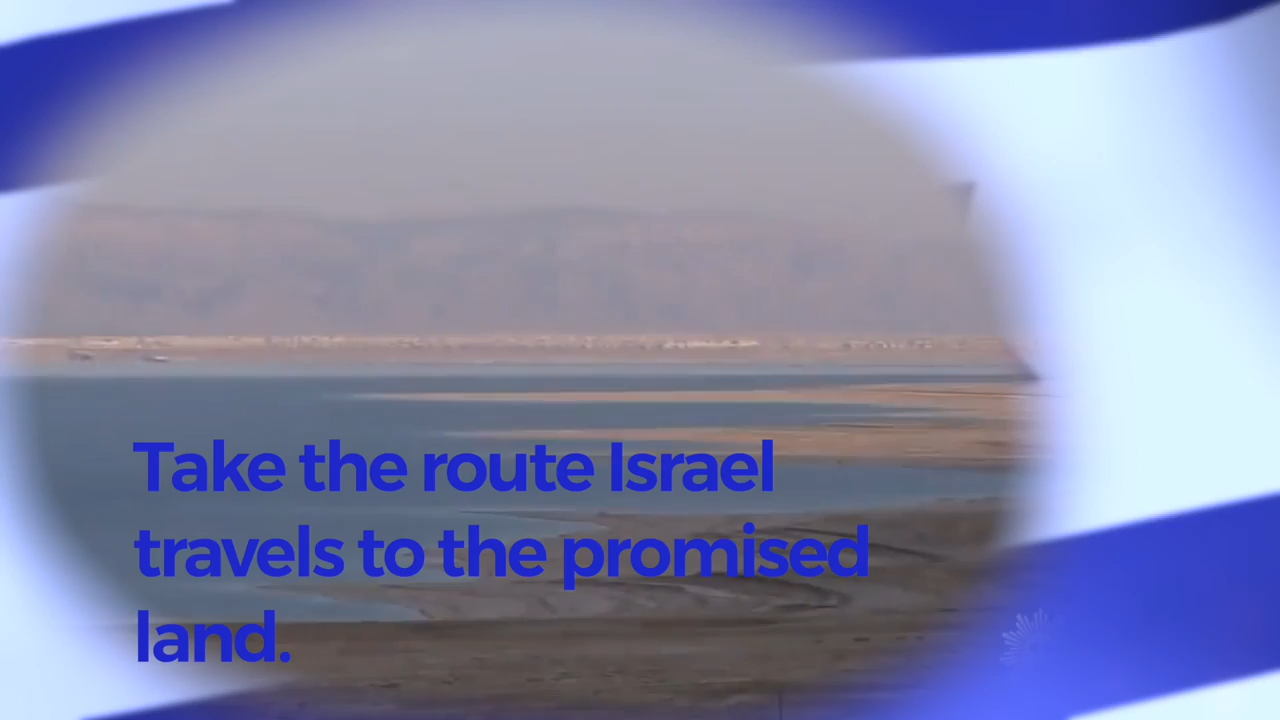 Take the route Israel
travels to the promised
land.